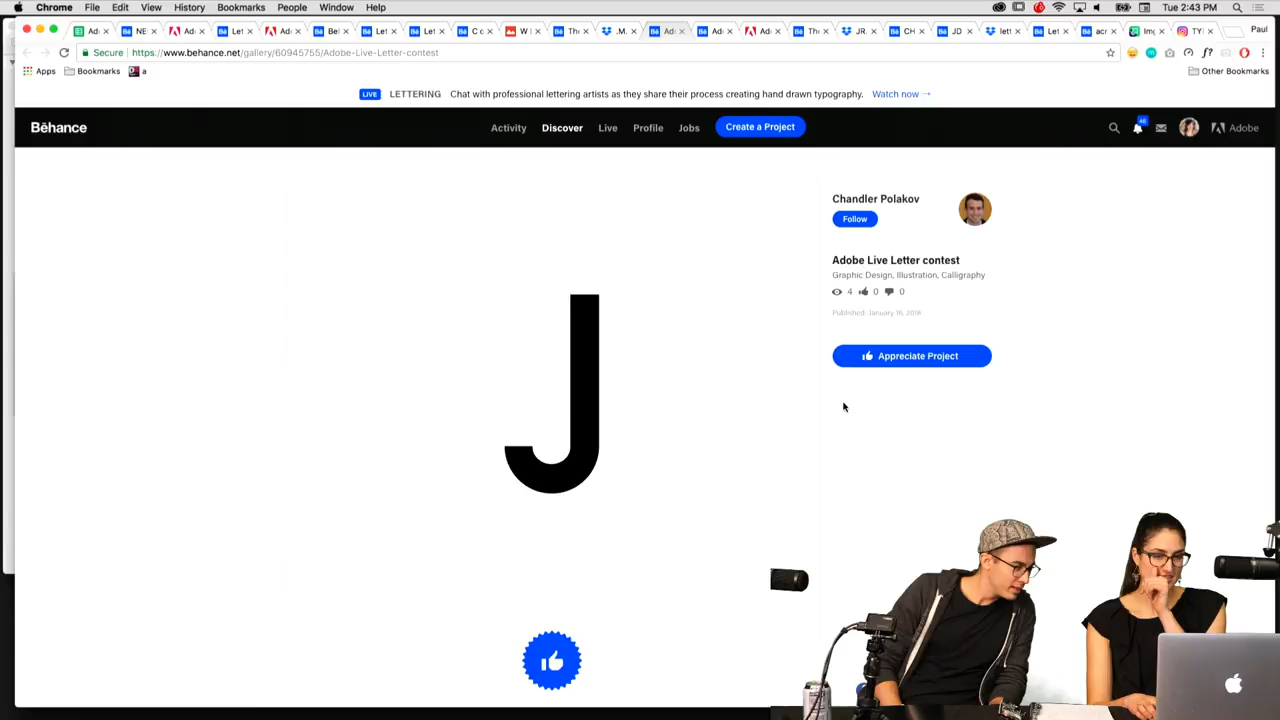 Chrome File Edit View History Bookmarks People Window Help Tue 2:43 PM
Paul
Secure https://www.behance.net/gallery/60945755/Adobe-Live-Letter-contest
Apps Bookmarks a Other Bookmarks
LIVE LETTERING Chat with professional lettering artists as they share their process creating hand drawn typography. Watch now →
Bēhance Activity Discover Live Profile Jobs Create a Project 46 Adobe
Chandler Polakov
Follow
Adobe Live Letter contest
Graphic Design, Illustration, Calligraphy
4 0 0
Published: January 16, 2018
Appreciate Project
J